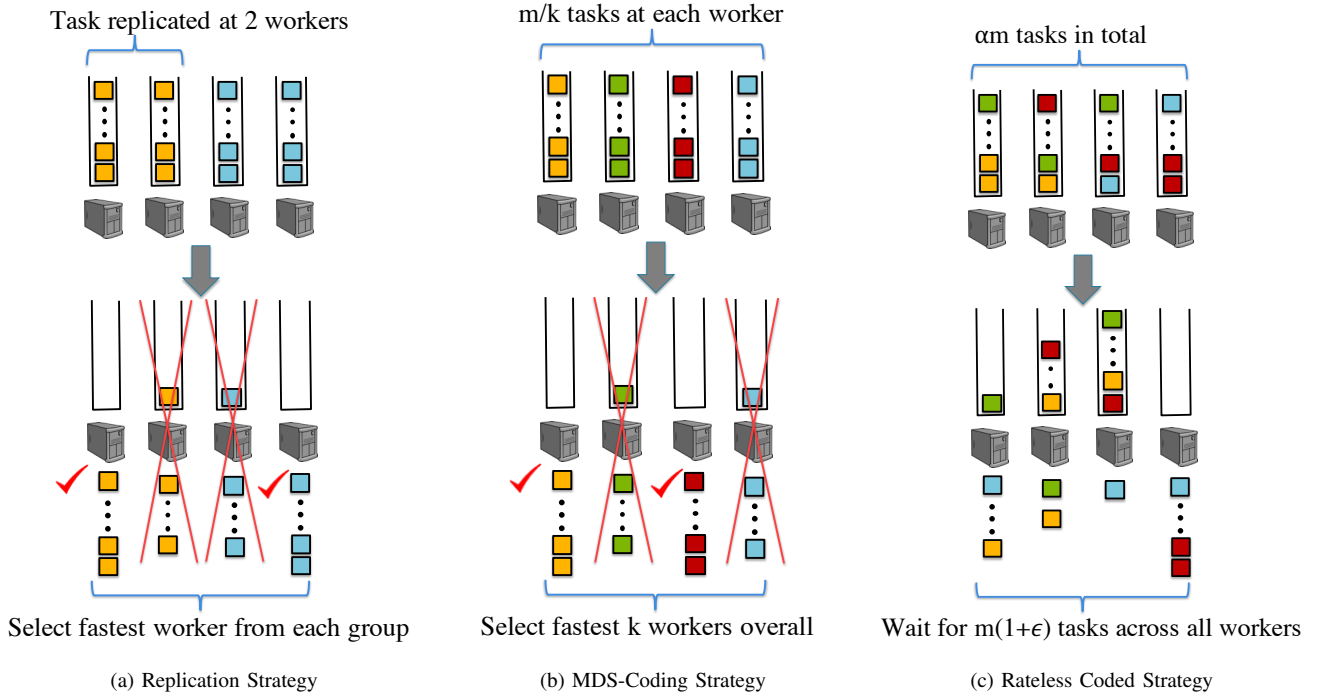 Task replicated at 2 workers
m/k tasks at each worker
αm tasks in total
Select fastest worker from each group
Select fastest k workers overall
Wait for m(1+ϵ) tasks across all workers
(a) Replication Strategy
(b) MDS-Coding Strategy
(c) Rateless Coded Strategy